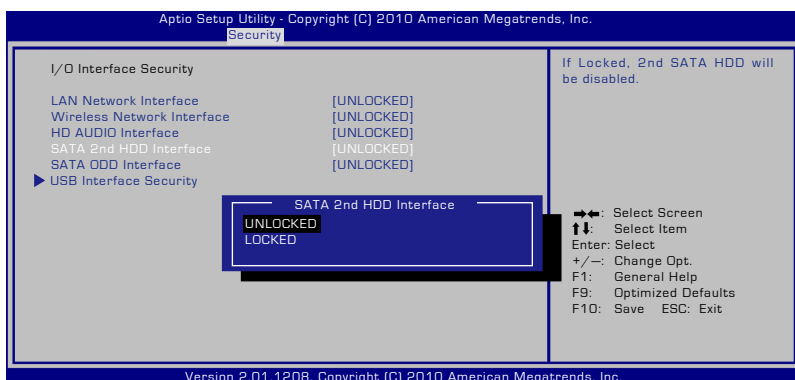 Aptio Setup Utility - Copyright (C) 2010 American Megatrends, Inc.
Security
I/O Interface Security
LAN Network Interface [UNLOCKED]
Wireless Network Interface [UNLOCKED]
HD AUDIO Interface [UNLOCKED]
SATA 2nd HDD Interface [UNLOCKED]
SATA ODD Interface [UNLOCKED]
USB Interface Security
SATA 2nd HDD Interface
UNLOCKED
LOCKED
If Locked, 2nd SATA HDD will
be disabled.
→←: Select Screen
↑↓: Select Item
Enter: Select
+/—: Change Opt.
F1: General Help
F9: Optimized Defaults
F10: Save ESC: Exit
Version 2.01.1208. Copyright (C) 2010 American Megatrends, Inc.